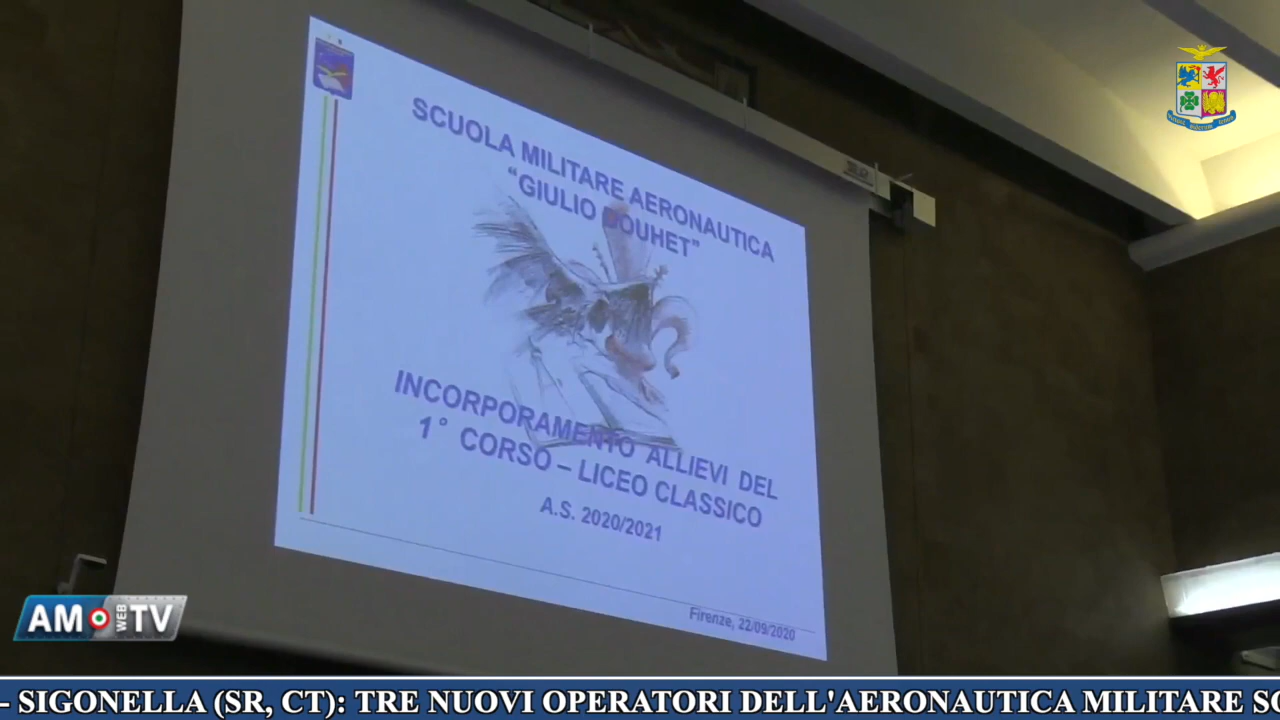 SCUOLA MILITARE AERONAUTICA
“GIULIO DOUHET”
INCORPORAMENTO ALLIEVI DEL
1° CORSO – LICEO CLASSICO
A.S. 2020/2021
Firenze, 22/09/2020
AM WEB TV
– SIGONELLA (SR, CT): TRE NUOVI OPERATORI DELL'AERONAUTICA MILITARE